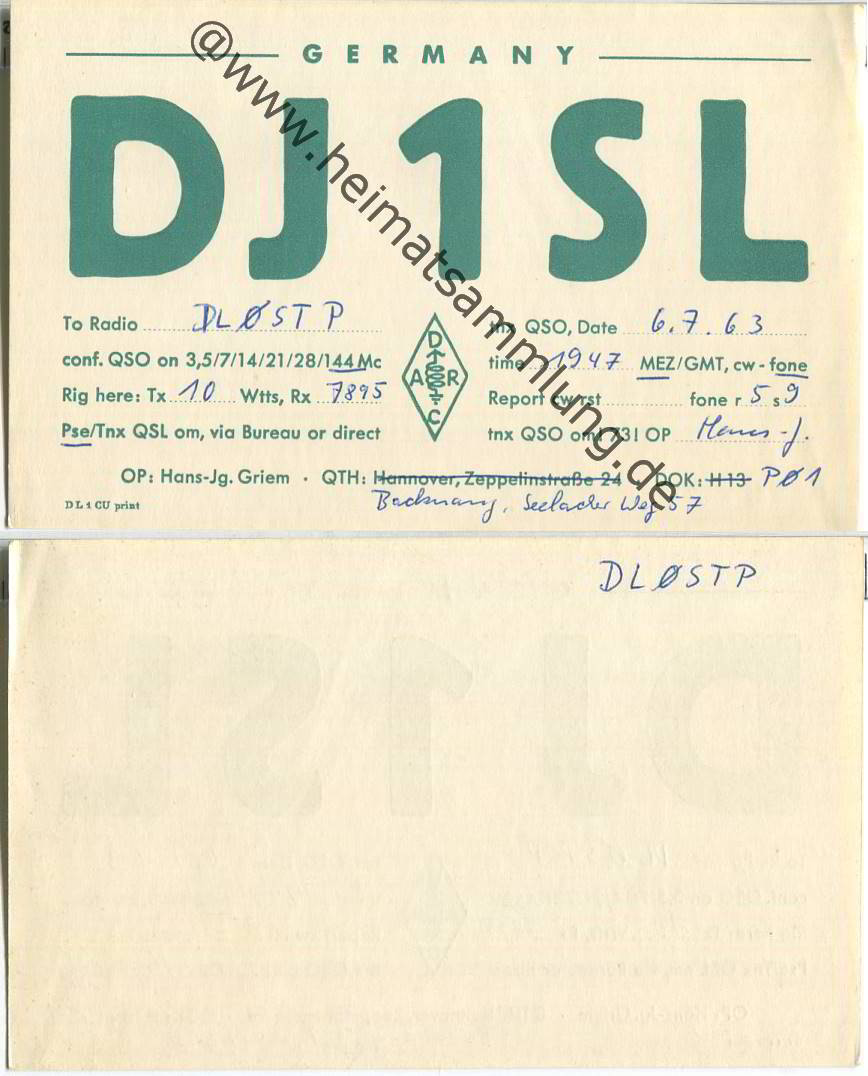 GERMANY
DJ1SL
To Radio DLØSTP
QSO, Date 6.7.63
conf. QSO on 3,5/7/14/21/28/144 Mc
time 1947 MEZ/GMT, cw - fone
Rig here: Tx 10 Wtts, Rx 7895
Report cw rst fone r 5 s 9
Pse/Tnx QSL om, via Bureau or direct
tnx QSO om! 73! OP Hans-J.
DARC
OP: Hans-Jg. Griem · QTH: Hannover, Zeppelinstraße 24 DOK: H 13 PØ1
Backnang, Seelacher Weg 57
DL1CU print
@www.heimatsammlung.de
DLØSTP